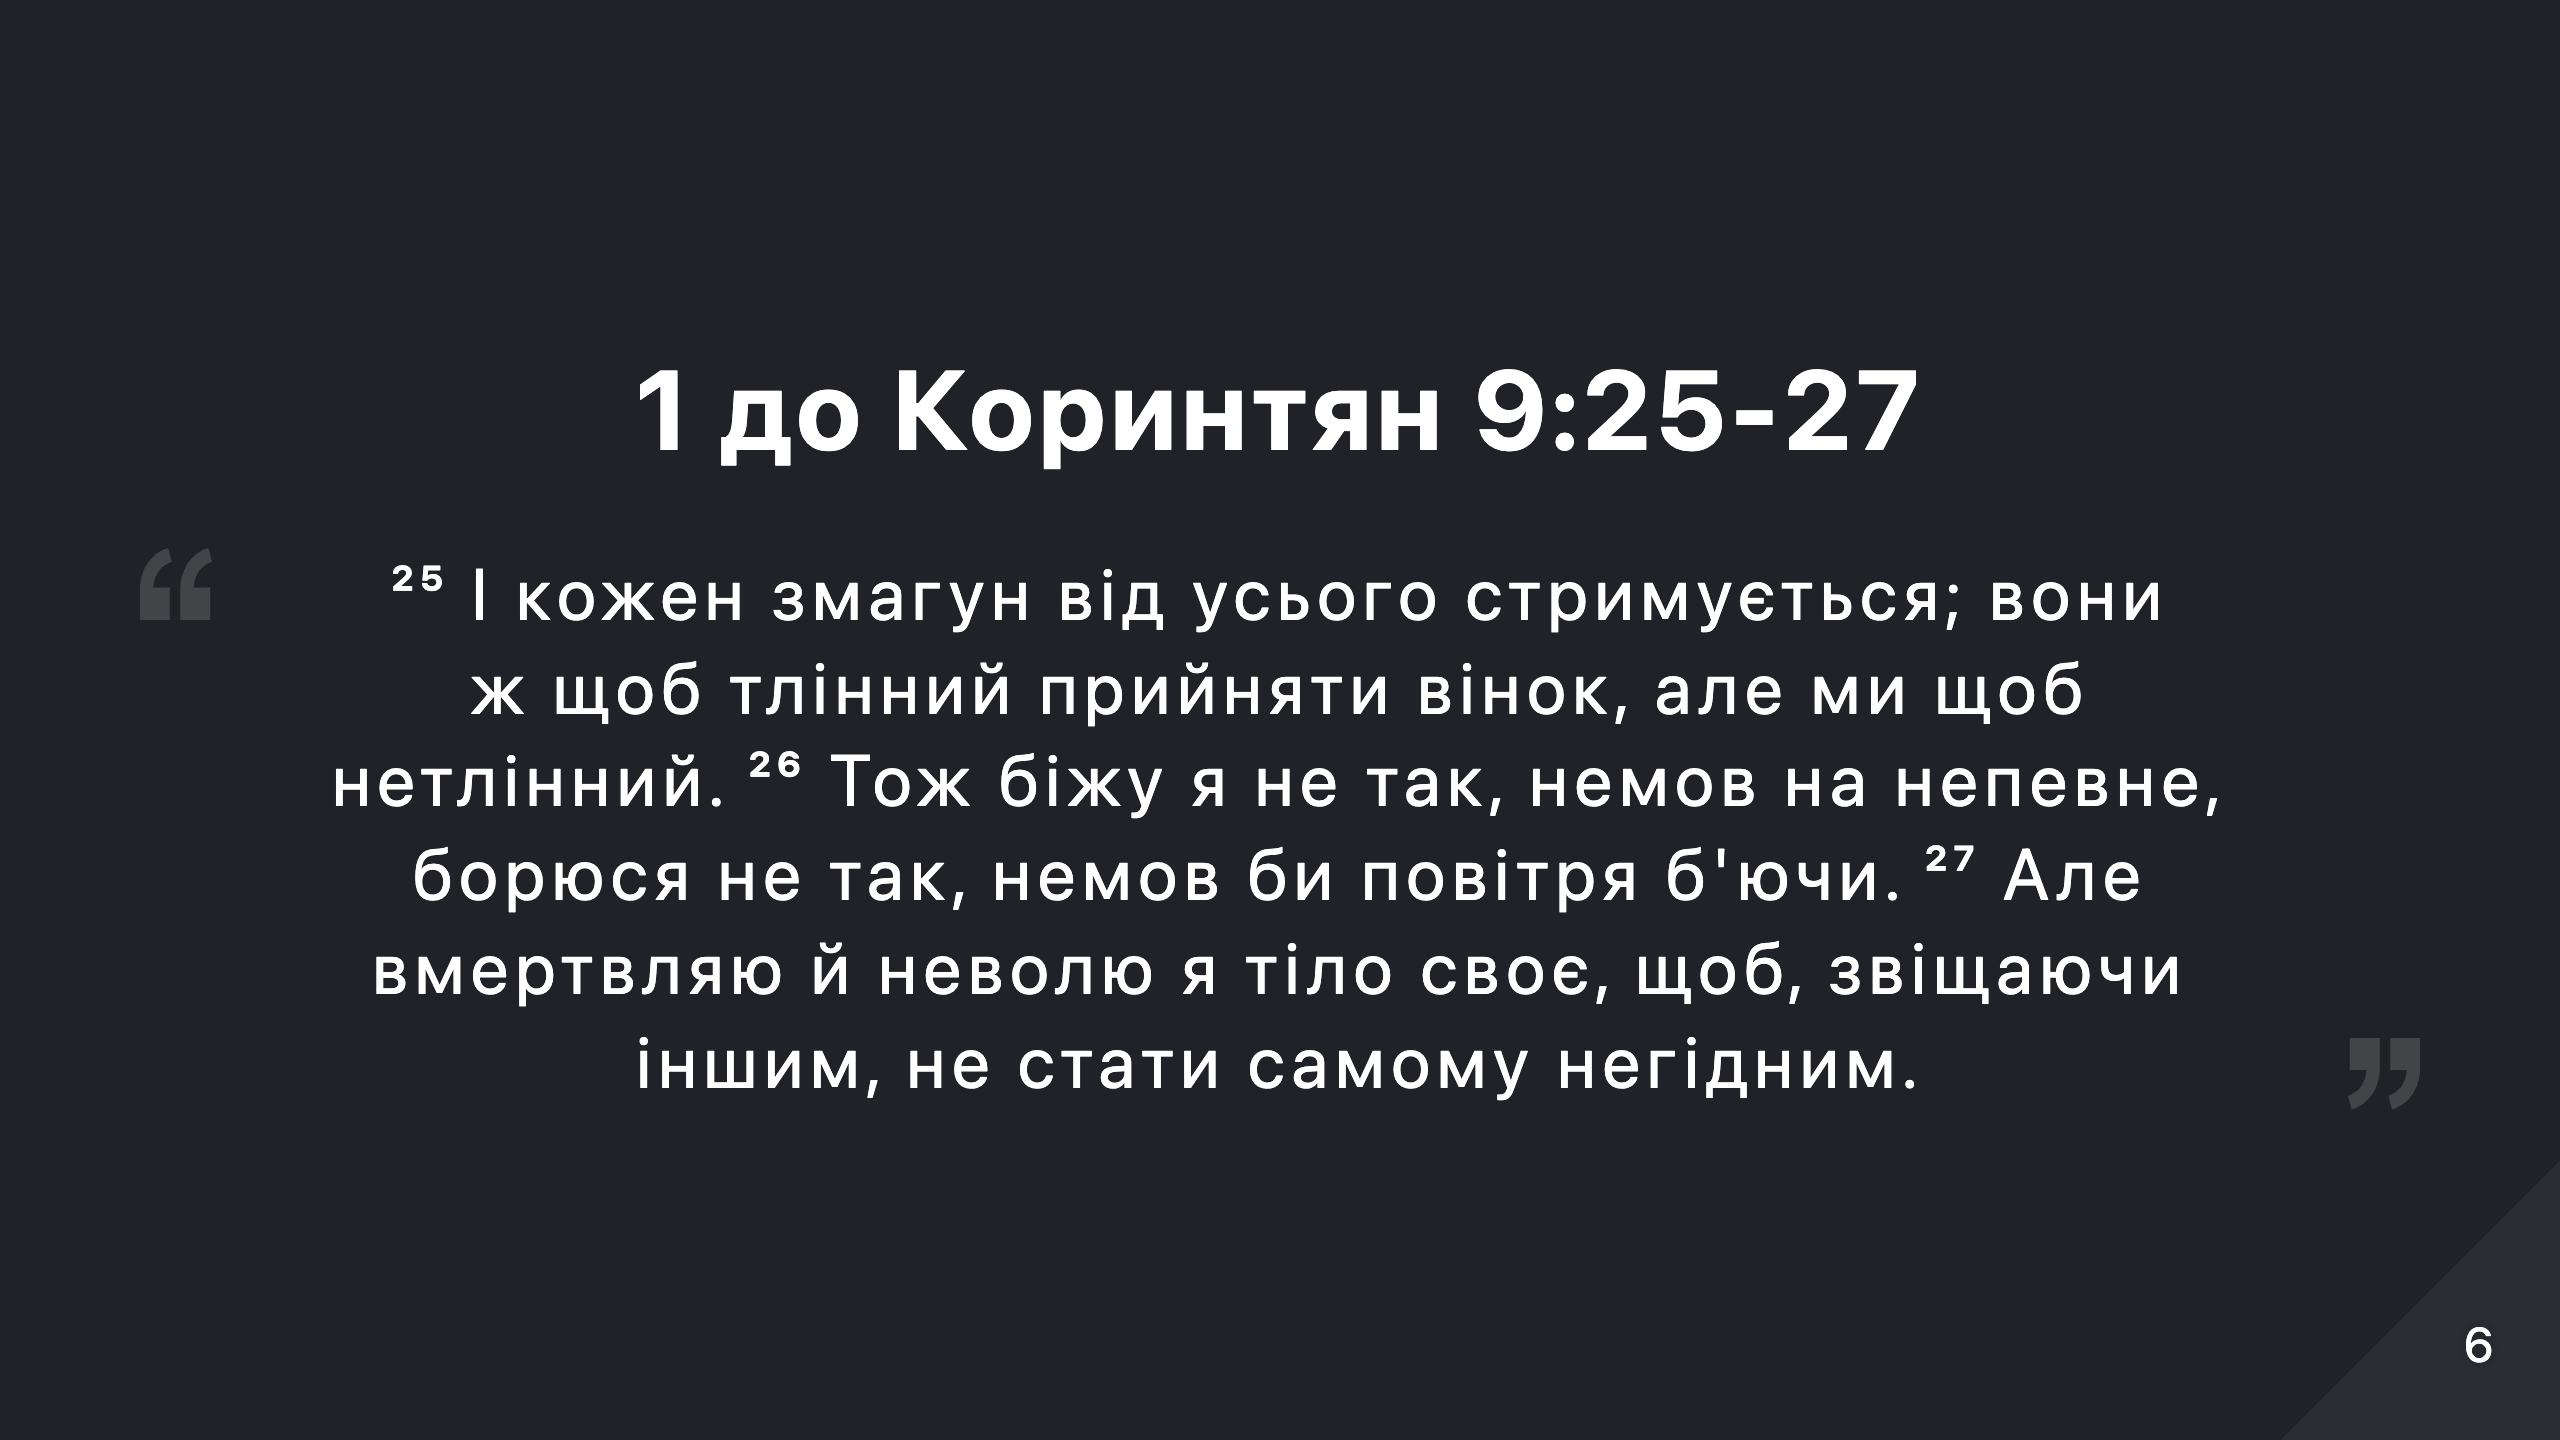 1 до Коринтян 9:25-27
“
²⁵ І кожен змагун від усього стримується; вони
ж щоб тлінний прийняти вінок, але ми щоб
нетлінний. ²⁶ Тож біжу я не так, немов на непевне,
борюся не так, немов би повітря б'ючи. ²⁷ Але
вмертвляю й неволю я тіло своє, щоб, звіщаючи
іншим, не стати самому негідним.
”
6